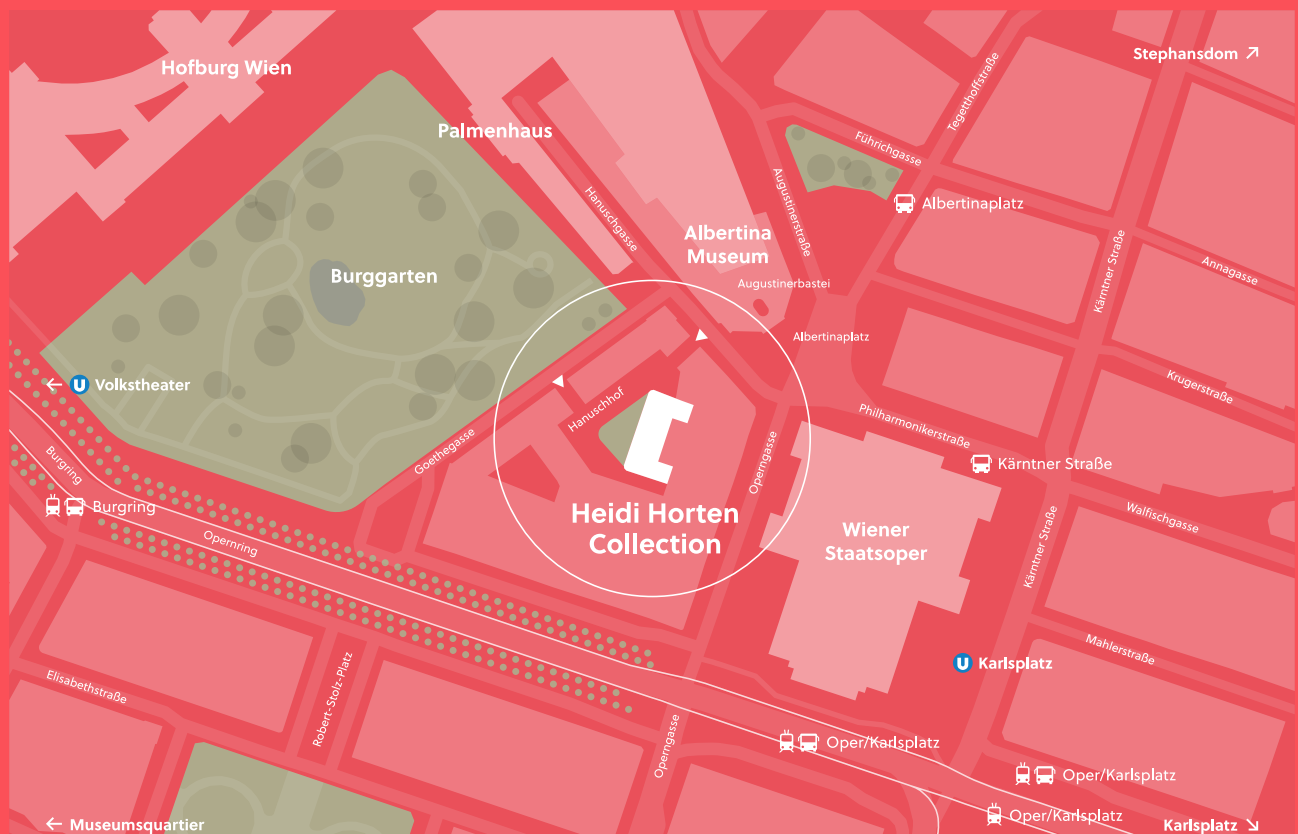 Stephansdom
Hofburg Wien
Palmenhaus
Tegetthoffstraße
Führichgasse
Albertinaplatz
Augustinerstraße
Hanuschgasse
Albertina
Museum
Augustinerbastei
Burggarten
Annagasse
Kärntner Straße
Albertinaplatz
U Volkstheater
Krugerstraße
Hanuschhof
Philharmonikerstraße
Goethegasse
Operngasse
Burgring
Kärntner Straße
Burgring
Heidi Horten
Collection
Wiener
Staatsoper
Walfischgasse
Opernring
Kärntner Straße
Mahlerstraße
U Karlsplatz
Elisabethstraße
Robert-Stolz-Platz
Operngasse
Oper/Karlsplatz
Oper/Karlsplatz
Oper/Karlsplatz
Museumsquartier
Karlsplatz